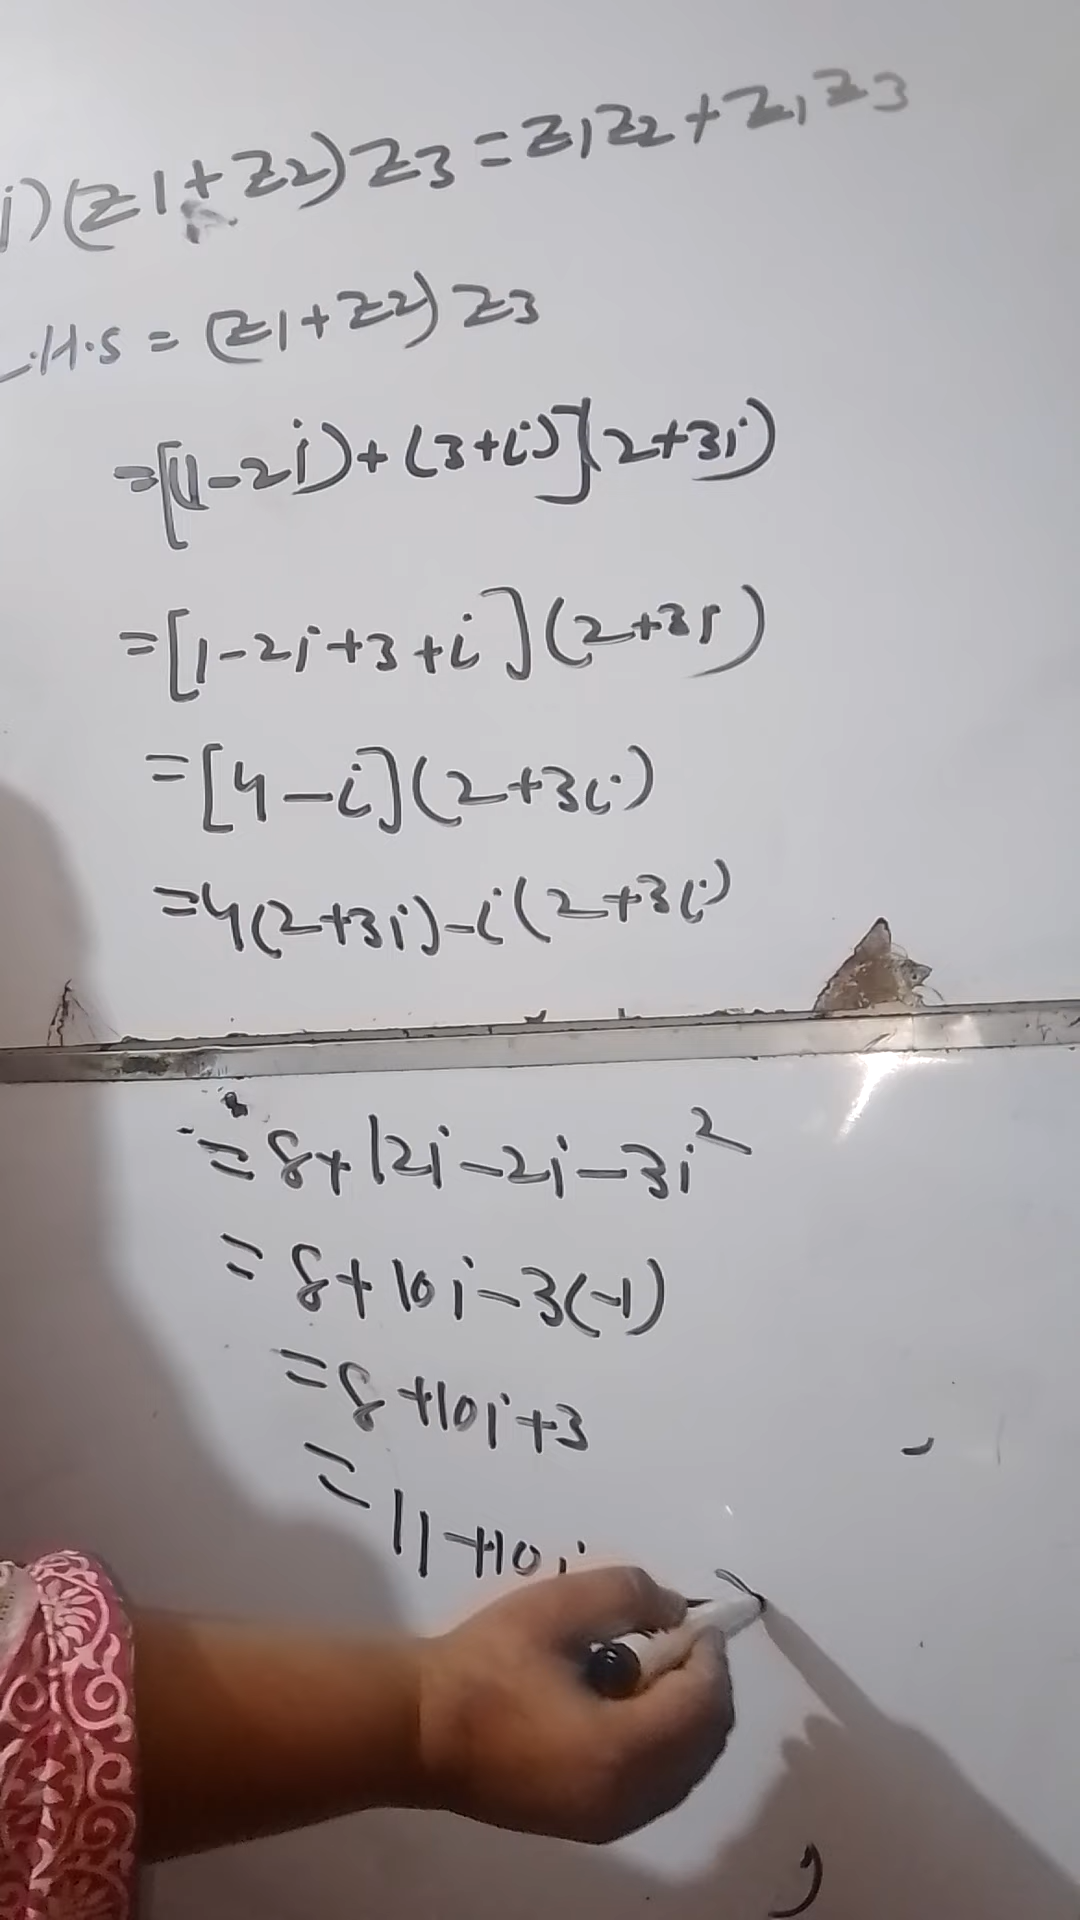 i) (z1+z2)z3=z1z2+z1z3
L.H.S = (z1+z2)z3
=[(1-2i)+(3+i)](2+3i)
=[1-2i+3+i](2+3i)
=[4-i](2+3i)
=4(2+3i)-i(2+3i)
=8+12i-2i-3i²
=8+10i-3(-1)
=8+10i+3
=11+10i